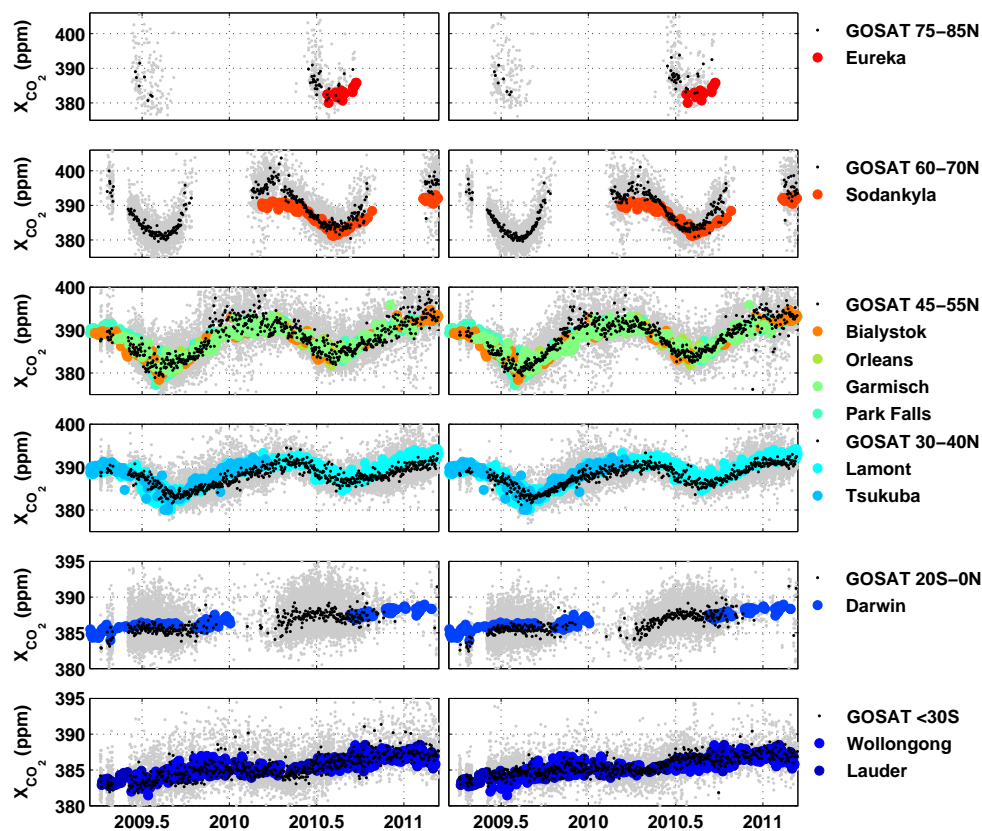 X_CO2 (ppm)
400
390
380
GOSAT 75−85N
Eureka
X_CO2 (ppm)
400
390
380
GOSAT 60−70N
Sodankyla
X_CO2 (ppm)
400
390
380
GOSAT 45−55N
Bialystok
Orleans
Garmisch
Park Falls
X_CO2 (ppm)
400
390
380
GOSAT 30−40N
Lamont
Tsukuba
X_CO2 (ppm)
395
390
385
380
GOSAT 20S−0N
Darwin
X_CO2 (ppm)
395
390
385
380
GOSAT <30S
Wollongong
Lauder
2009.5 2010 2010.5 2011 2009.5 2010 2010.5 2011